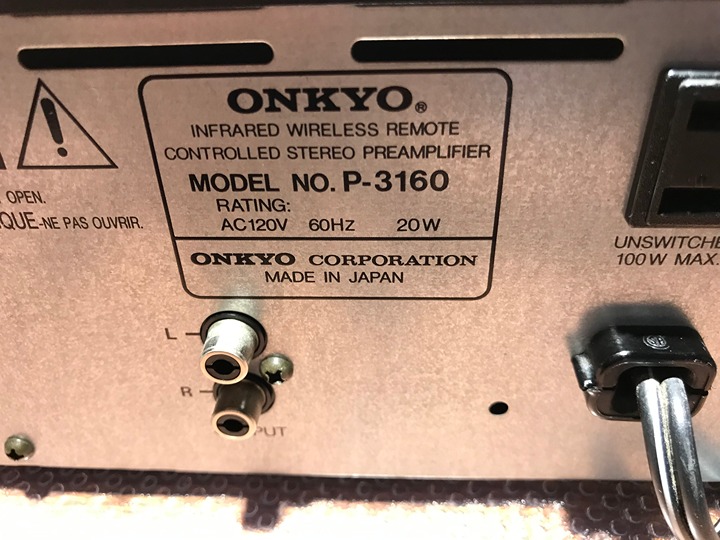 ONKYO®
INFRARED WIRELESS REMOTE
CONTROLLED STEREO PREAMPLIFIER
MODEL NO. P-3160
RATING:
AC120V 60Hz 20W
ONKYO CORPORATION
MADE IN JAPAN
OPEN.
QUE-NE PAS OUVRIR.
UNSWITCHE
100W MAX.
L
R
PUT